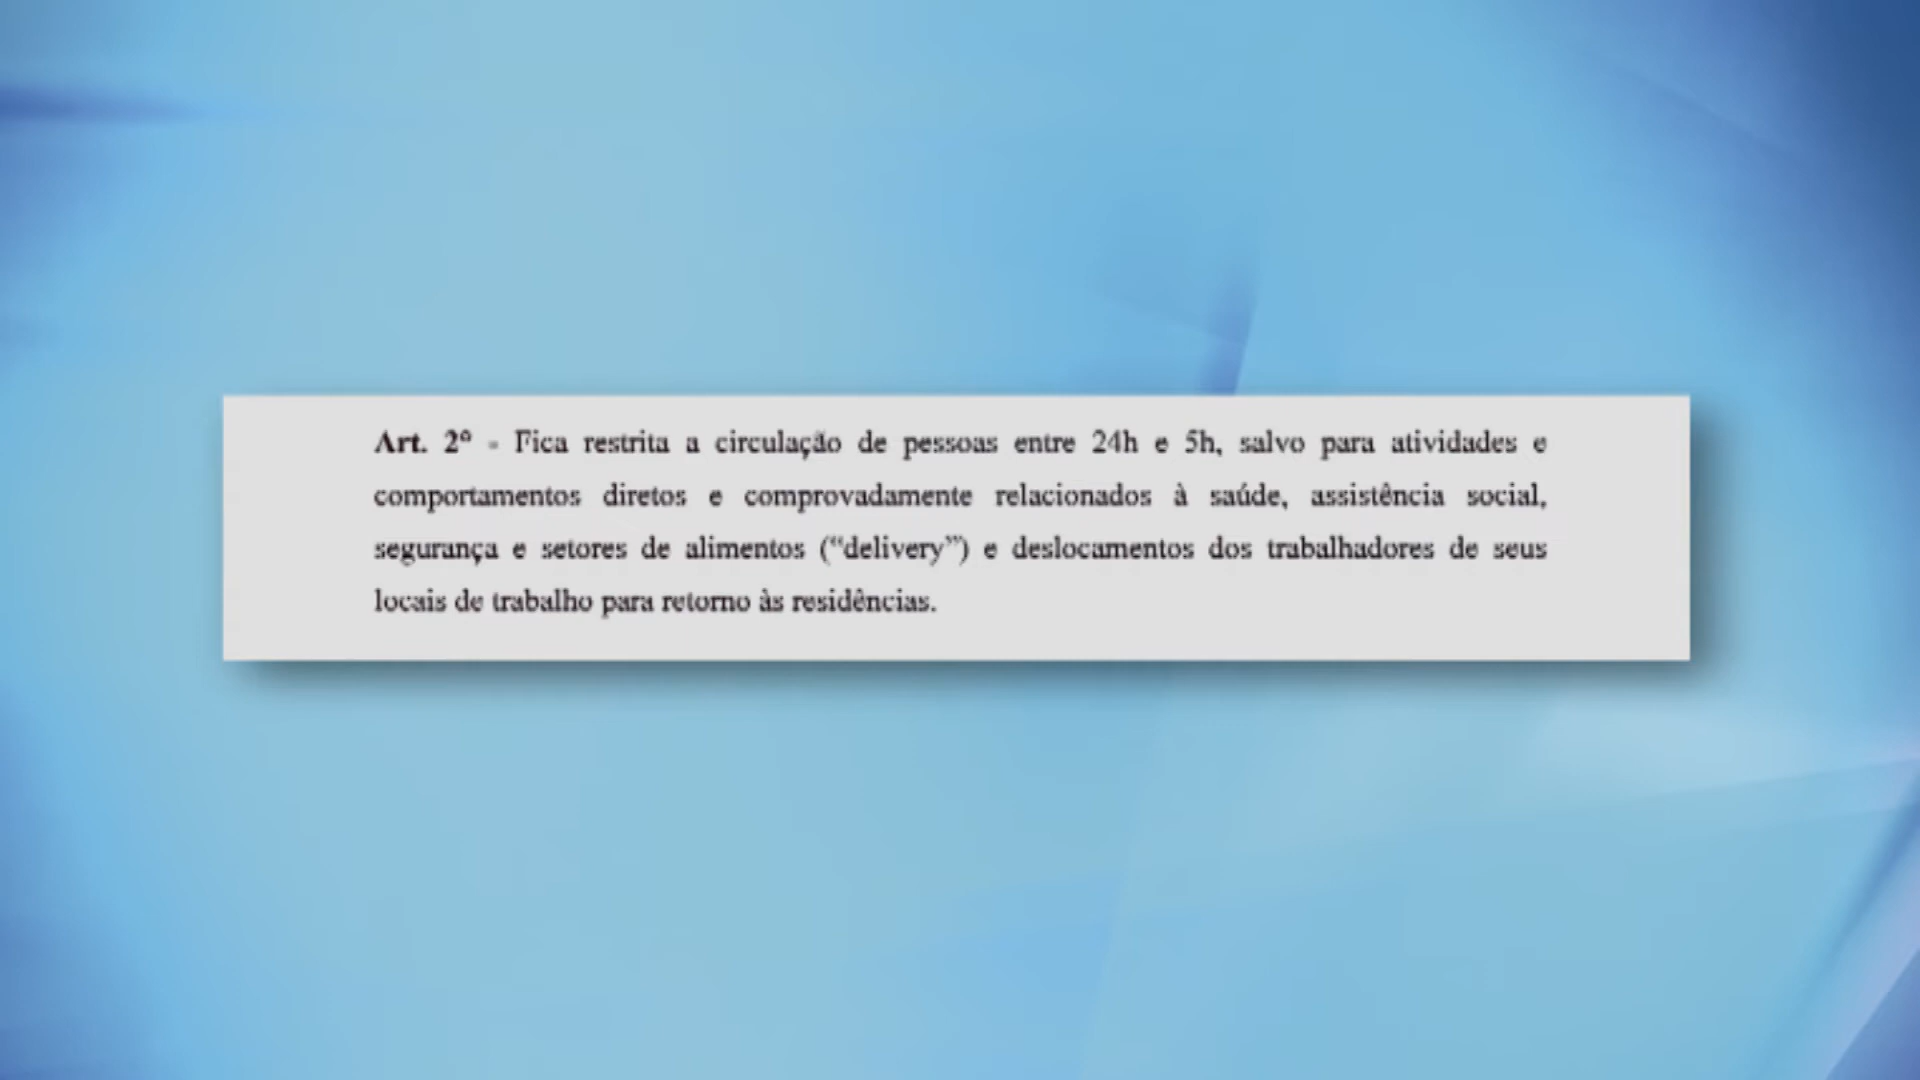 Art. 2º - Fica restrita a circulação de pessoas entre 24h e 5h, salvo para atividades e
comportamentos diretos e comprovadamente relacionados à saúde, assistência social,
segurança e setores de alimentos (“delivery”) e deslocamentos dos trabalhadores de seus
locais de trabalho para retorno às residências.